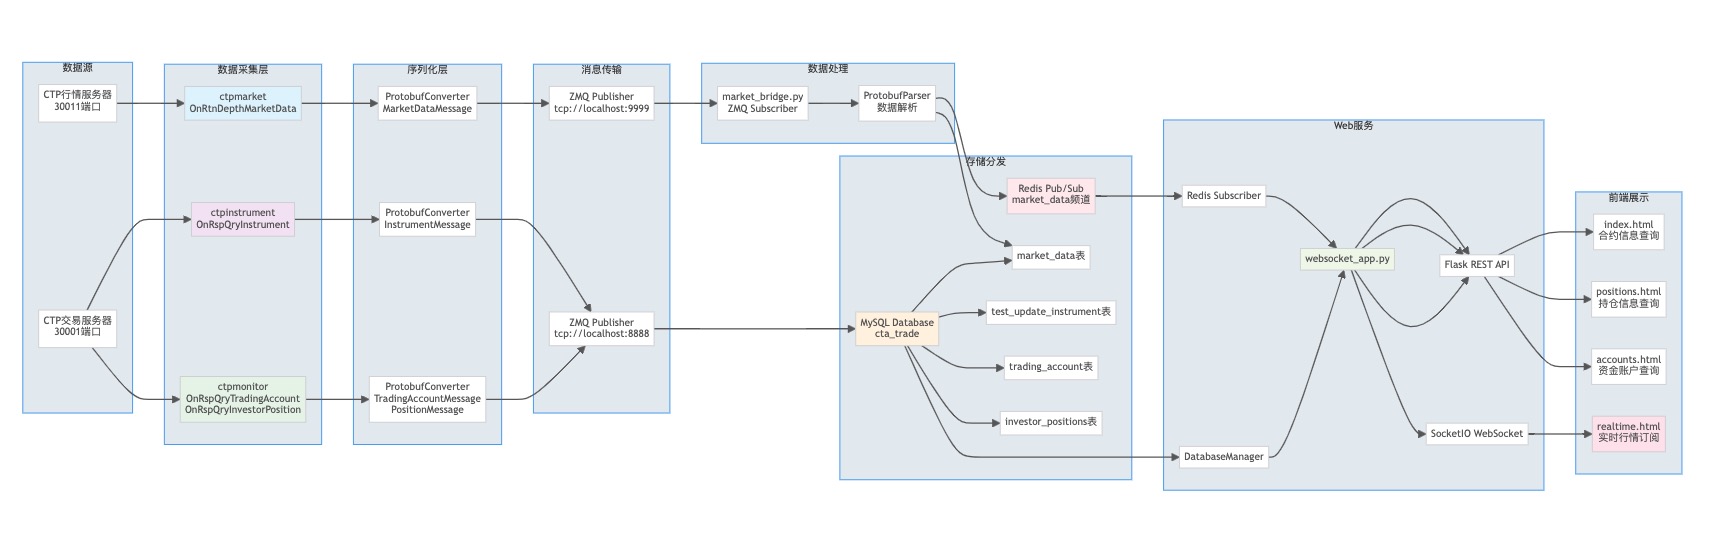 数据源
CTP行情服务器
30011端口
CTP交易服务器
30001端口
数据采集层
ctpmarket
OnRtnDepthMarketData
ctpinstrument
OnRspQryInstrument
ctpmonitor
OnRspQryTradingAccount
OnRspQryInvestorPosition
序列化层
ProtobufConverter
MarketDataMessage
ProtobufConverter
InstrumentMessage
ProtobufConverter
TradingAccountMessage
PositionMessage
消息传输
ZMQ Publisher
tcp://localhost:9999
ZMQ Publisher
tcp://localhost:8888
数据处理
market_bridge.py
ZMQ Subscriber
ProtobufParser
数据解析
存储分发
Redis Pub/Sub
market_data频道
market_data表
MySQL Database
cta_trade
test_update_instrument表
trading_account表
investor_positions表
Web服务
Redis Subscriber
websocket_app.py
Flask REST API
SocketIO WebSocket
DatabaseManager
前端展示
index.html
合约信息查询
positions.html
持仓信息查询
accounts.html
资金账户查询
realtime.html
实时行情订阅